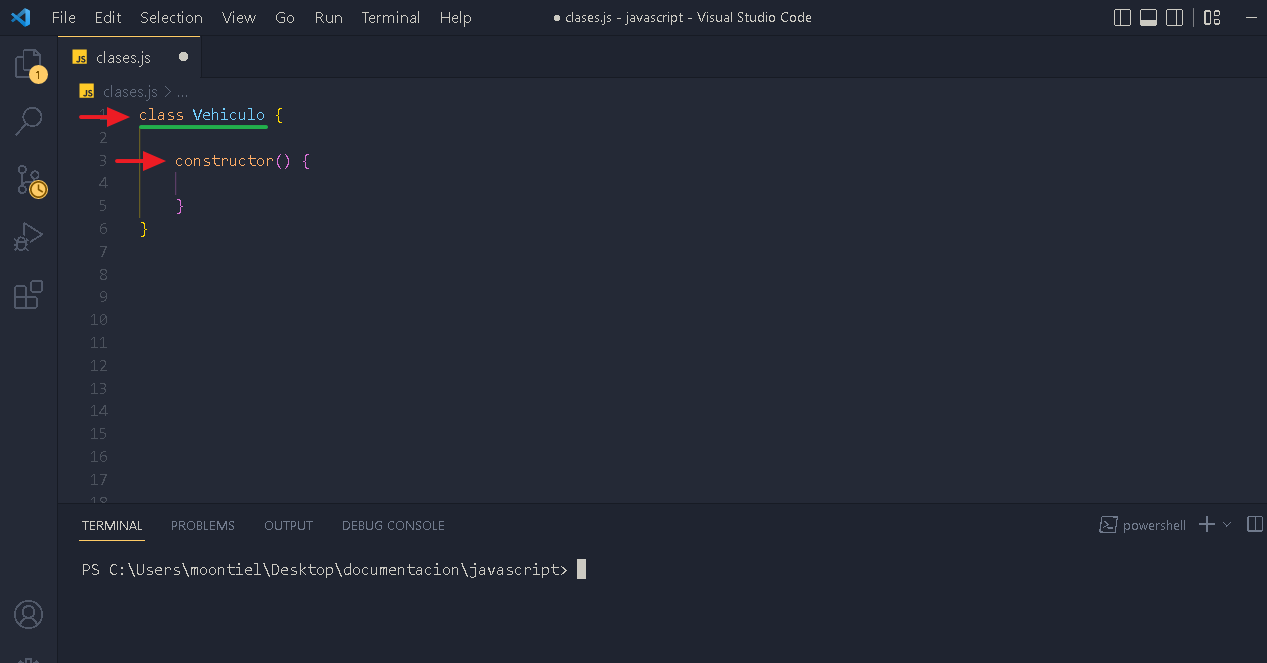 File Edit Selection View Go Run Terminal Help ● clases.js - javascript - Visual Studio Code
JS clases.js ●
1
JS clases.js > ...
1 class Vehiculo {
2
3 constructor() {
4
5 }
6 }
7
8
9
10
11
12
13
14
15
16
17
18
TERMINAL PROBLEMS OUTPUT DEBUG CONSOLE powershell
PS C:\Users\moontiel\Desktop\documentacion\javascript>